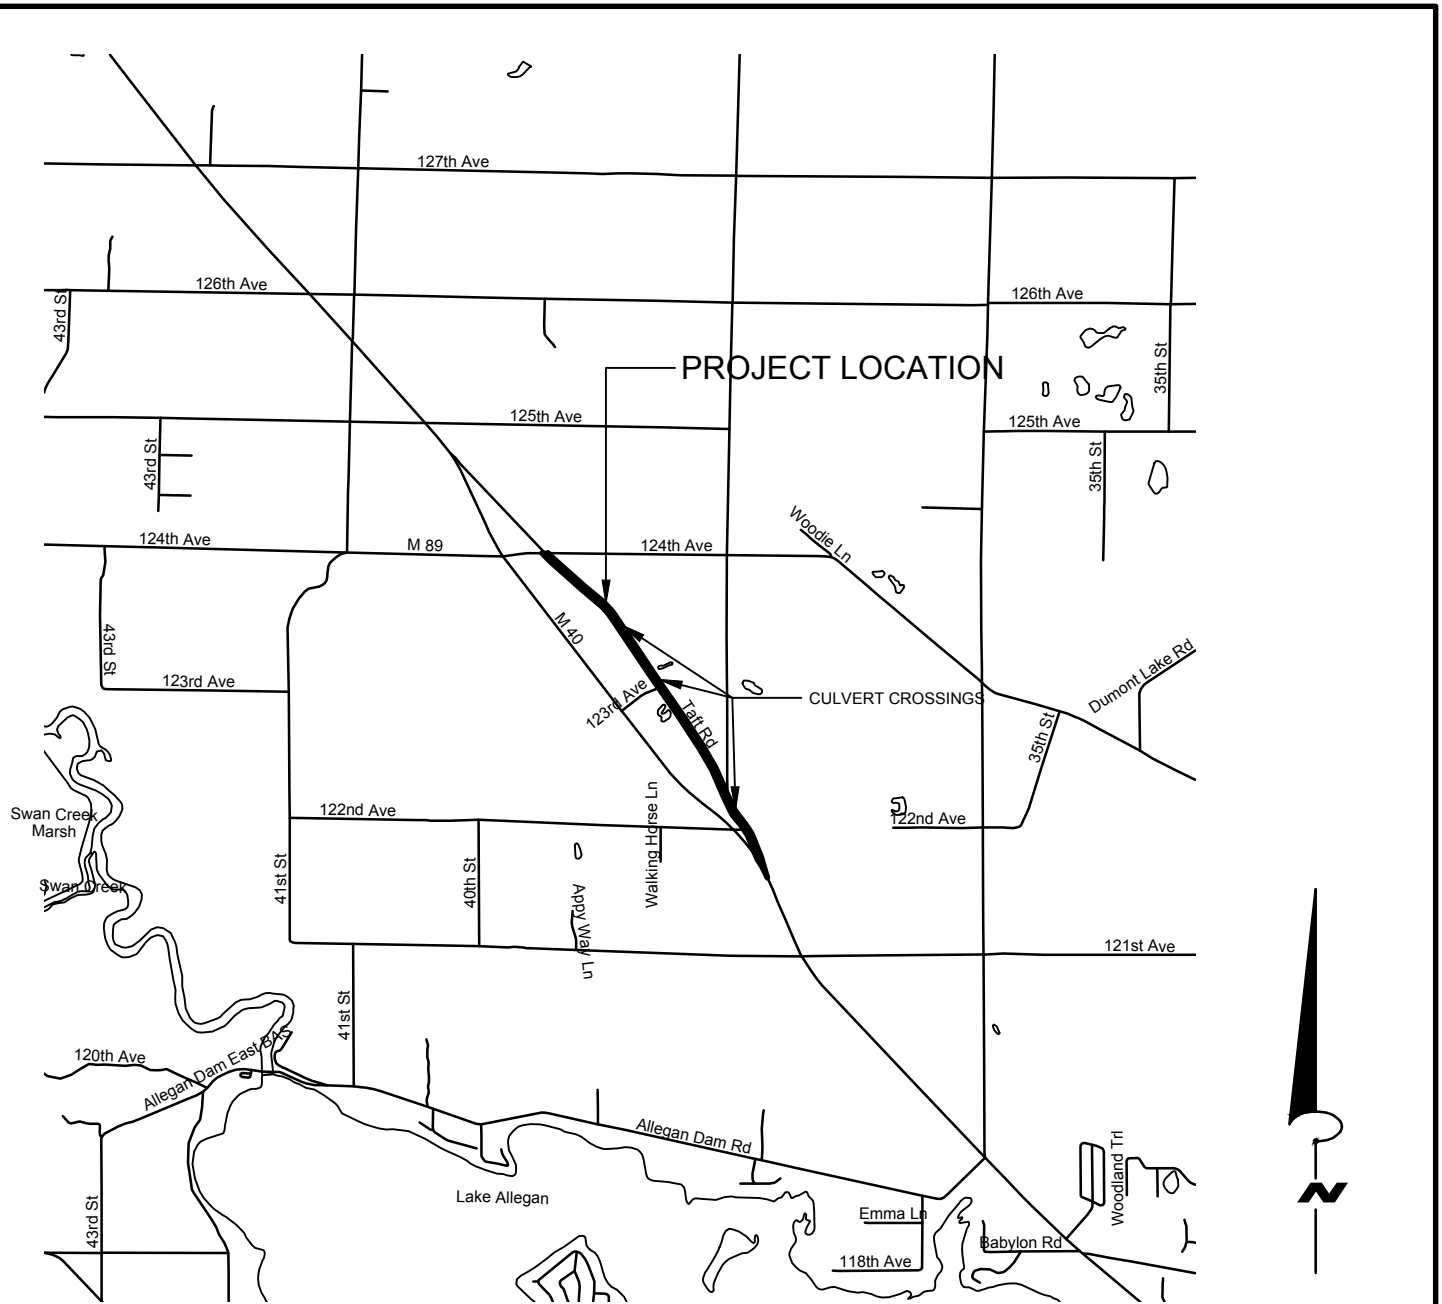 127th Ave
126th Ave
126th Ave
43rd St
35th St
PROJECT LOCATION
125th Ave
125th Ave
43rd St
35th St
124th Ave
M 89
124th Ave
Woodie Ln
M 40
43rd St
123rd Ave
123rd Ave
Taft Rd
CULVERT CROSSINGS
Dumont Lake Rd
35th St
Swan Creek
Marsh
122nd Ave
122nd Ave
Walking Horse Ln
Swan Creek
41st St
40th St
Appy Way Ln
121st Ave
41st St
120th Ave
Allegan Dam East BAS
Allegan Dam Rd
Woodland Trl
Lake Allegan
43rd St
Emma Ln
Babylon Rd
118th Ave
N